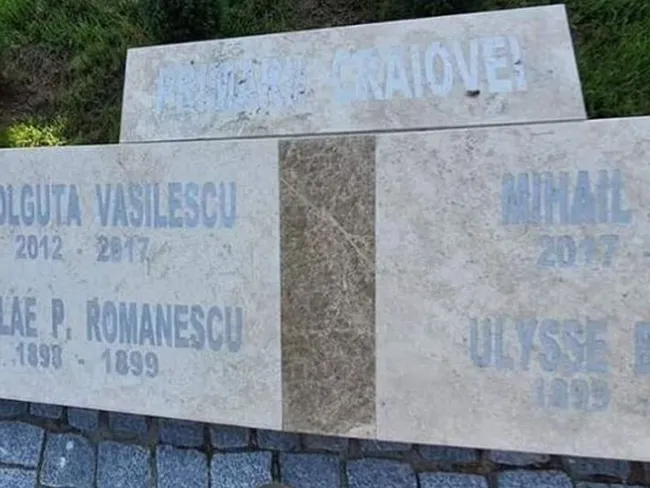 PRIMARII CRAIOVEI
OLGUTA VASILESCU
2012 - 2017
LAE P. ROMANESCU
1898 - 1899
MIHAIL
2017 -
ULYSSE
1899